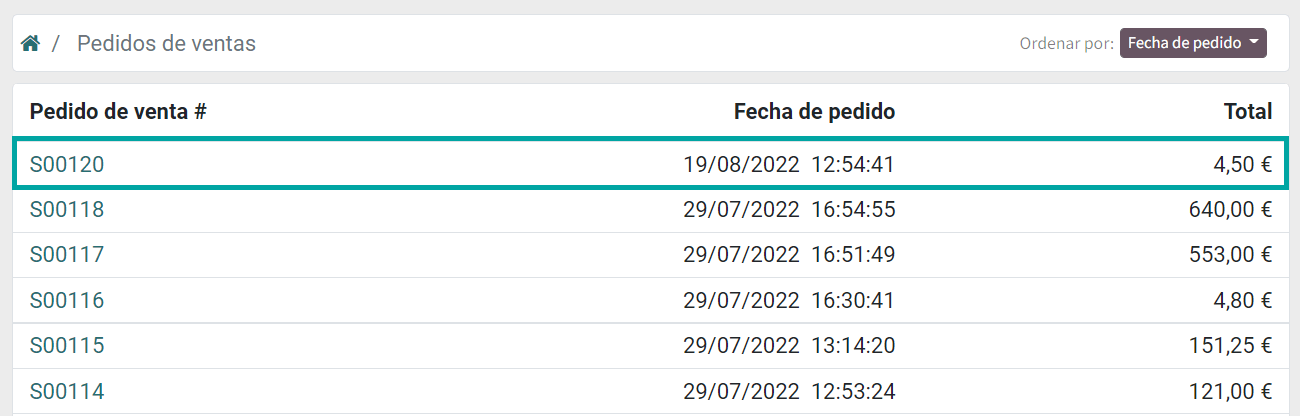 / Pedidos de ventas Ordenar por: Fecha de pedido
Pedido de venta # Fecha de pedido Total
S00120 19/08/2022 12:54:41 4,50 €
S00118 29/07/2022 16:54:55 640,00 €
S00117 29/07/2022 16:51:49 553,00 €
S00116 29/07/2022 16:30:41 4,80 €
S00115 29/07/2022 13:14:20 151,25 €
S00114 29/07/2022 12:53:24 121,00 €